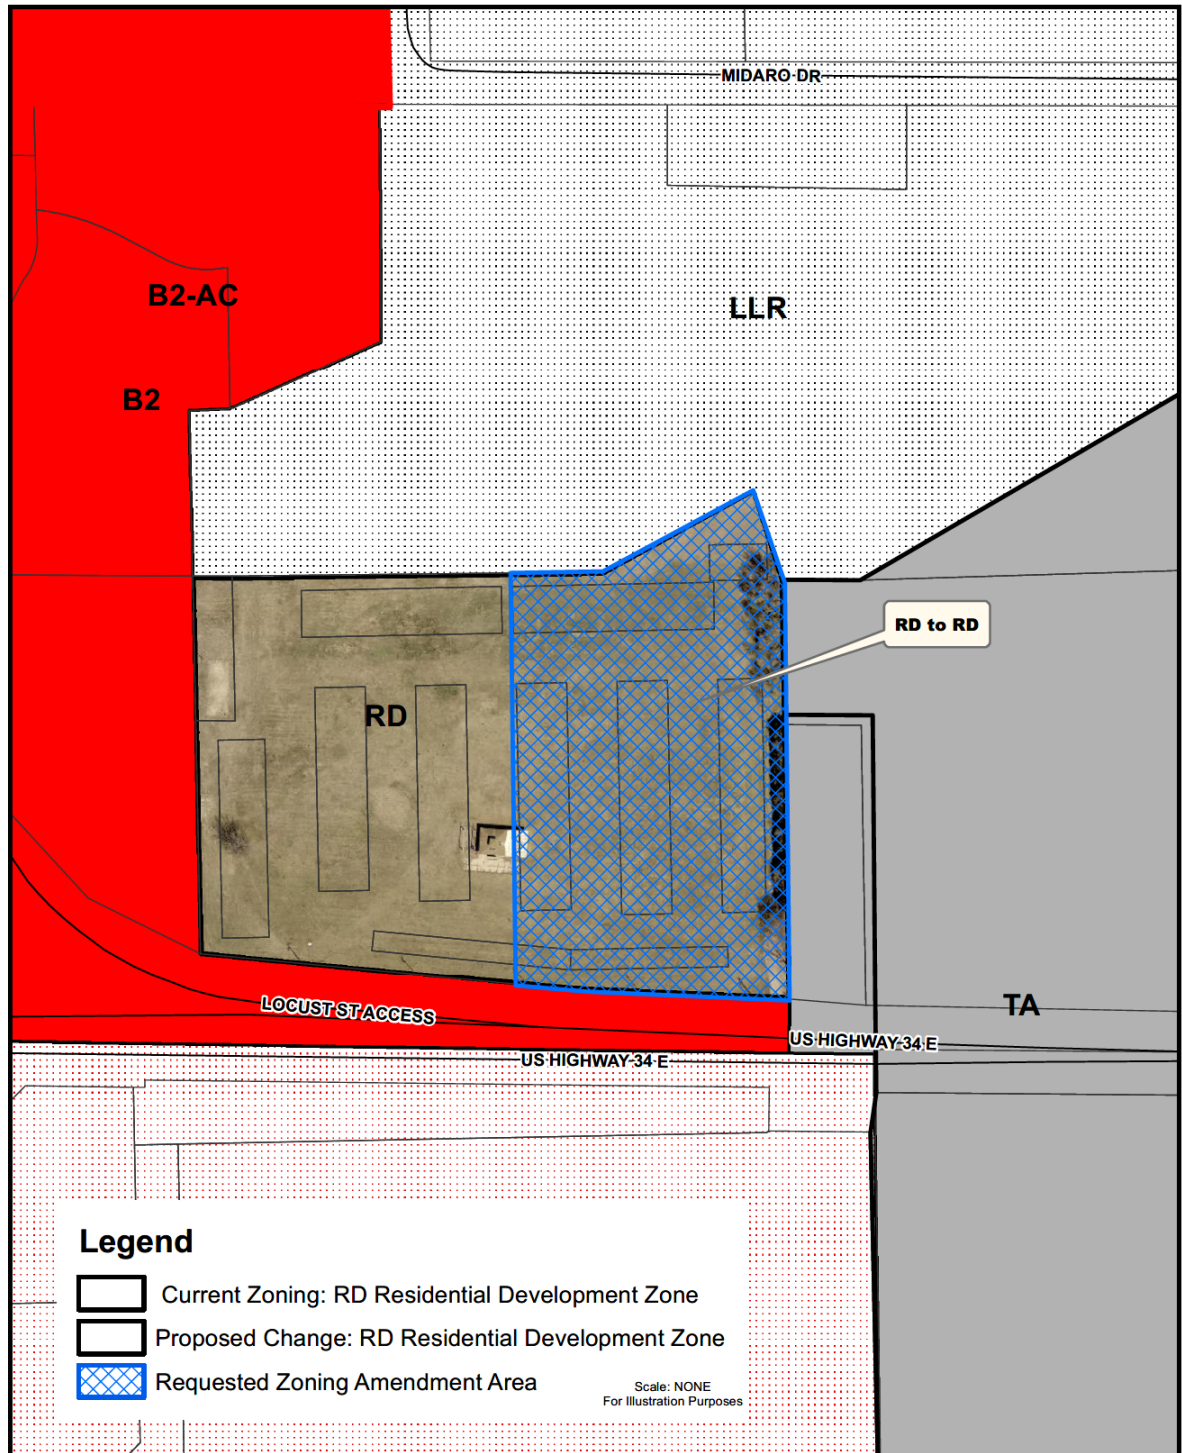 MIDARO DR
B2-AC
LLR
B2
RD to RD
RD
TA
LOCUST ST ACCESS
US HIGHWAY 34 E
US HIGHWAY 34 E
Legend
Current Zoning: RD Residential Development Zone
Proposed Change: RD Residential Development Zone
Requested Zoning Amendment Area
Scale: NONE
For Illustration Purposes